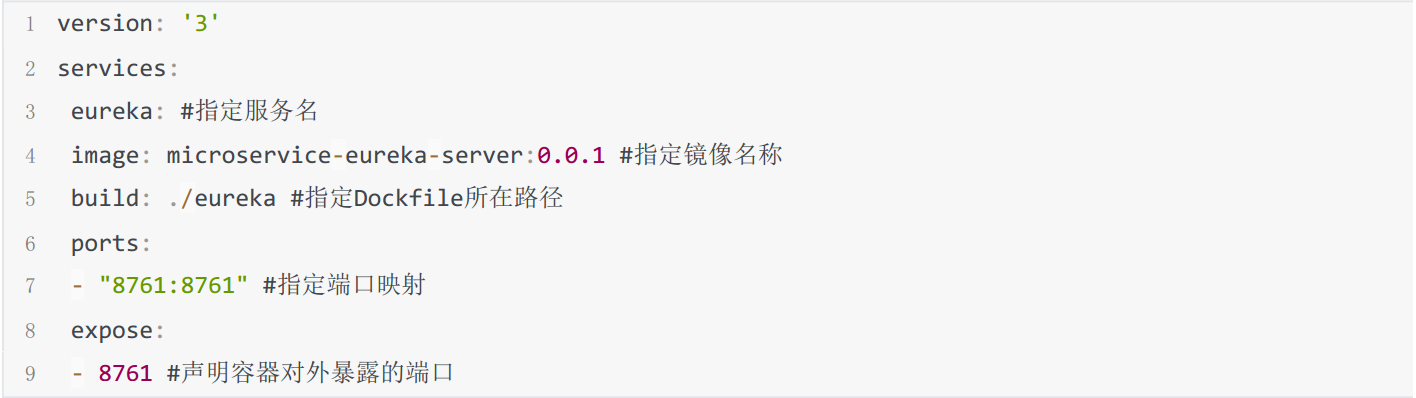 1 version: '3'
2 services:
3 eureka: #指定服务名
4 image: microservice-eureka-server:0.0.1 #指定镜像名称
5 build: ./eureka #指定Dockfile所在路径
6 ports:
7 - "8761:8761" #指定端口映射
8 expose:
9 - 8761 #声明容器对外暴露的端口